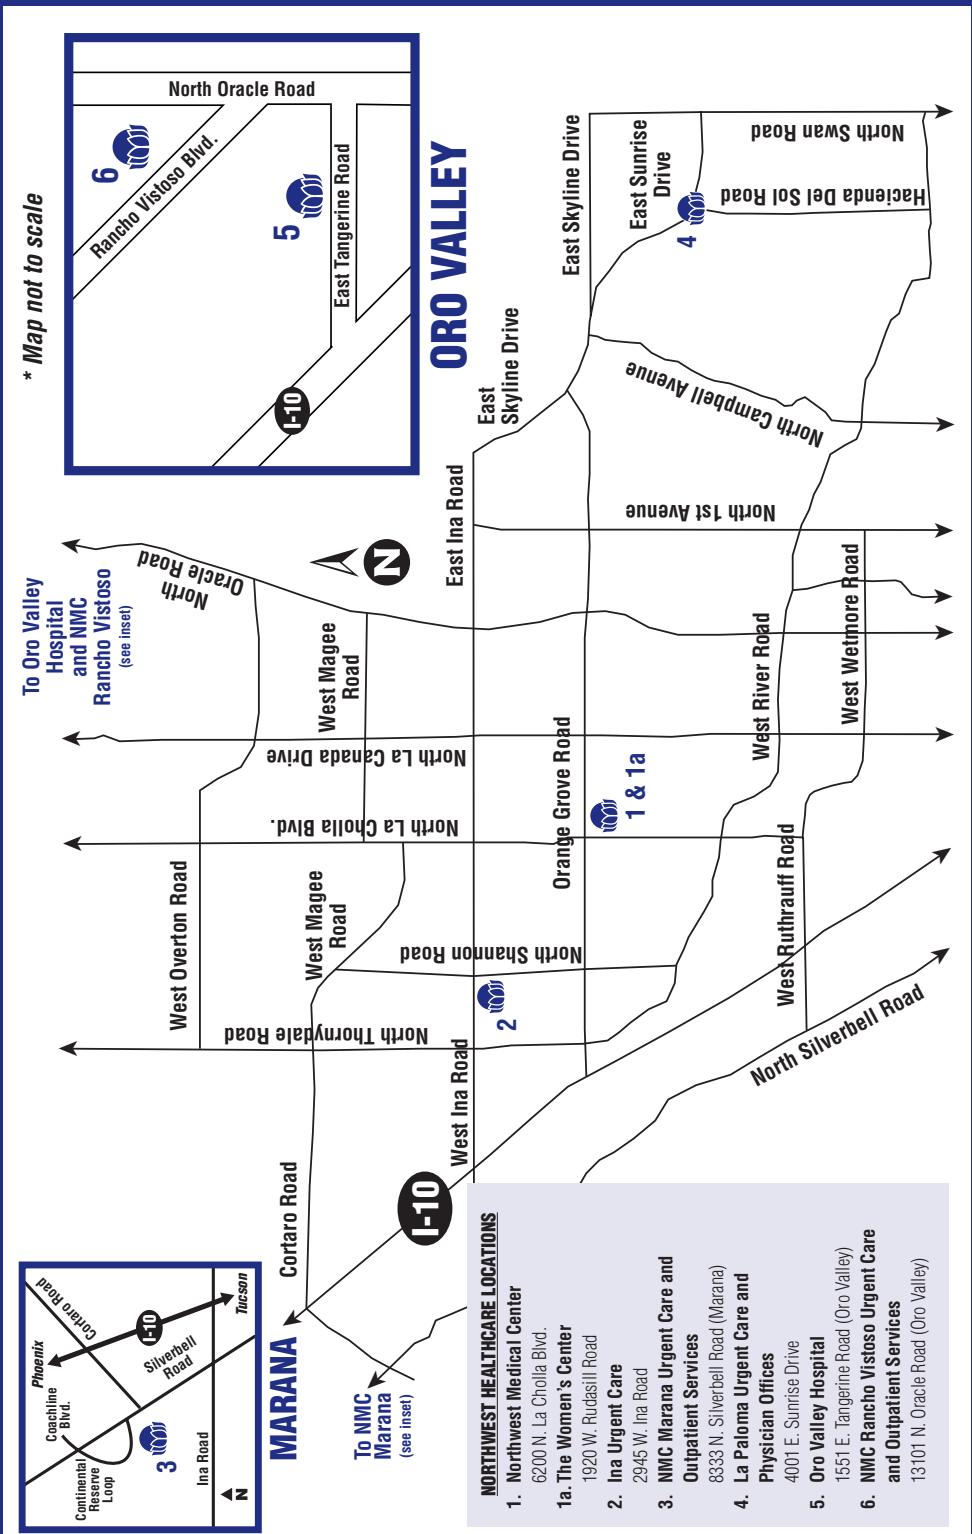 * Map not to scale
North Oracle Road
6
Rancho Vistoso Blvd.
5
East Tangerine Road
I-10
ORO VALLEY
To Oro Valley
Hospital
and NMC
Rancho Vistoso
(see inset)
North
Oracle Road
N
East Skyline Drive
East Sunrise
Drive
North Swan Road
Hacienda Del Sol Road
4
East
Skyline Drive
North Campbell Avenue
East Ina Road
North 1st Avenue
West Magee
Road
North La Canada Drive
North La Cholla Blvd.
Orange Grove Road
1 & 1a
West River Road
West Wetmore Road
West Overton Road
West Magee
Road
North Shannon Road
West Ruthrauff Road
2
North Thornydale Road
West Ina Road
North Silverbell Road
Cortaro Road
I-10
MARANA
To NMC
Marana
(see inset)
Phoenix
Cortaro Road
Coachline
Blvd.
I-10
Tucson
Silverbell
Road
Continental
Reserve
Loop
3
Ina Road
N
NORTHWEST HEALTHCARE LOCATIONS
1. Northwest Medical Center
6200 N. La Cholla Blvd.
1a. The Women's Center
1920 W. Rudasill Road
2. Ina Urgent Care
2945 W. Ina Road
3. NMC Marana Urgent Care and
Outpatient Services
8333 N. Silverbell Road (Marana)
4. La Paloma Urgent Care and
Physician Offices
4001 E. Sunrise Drive
5. Oro Valley Hospital
1551 E. Tangerine Road (Oro Valley)
6. NMC Rancho Vistoso Urgent Care
and Outpatient Services
13101 N. Oracle Road (Oro Valley)